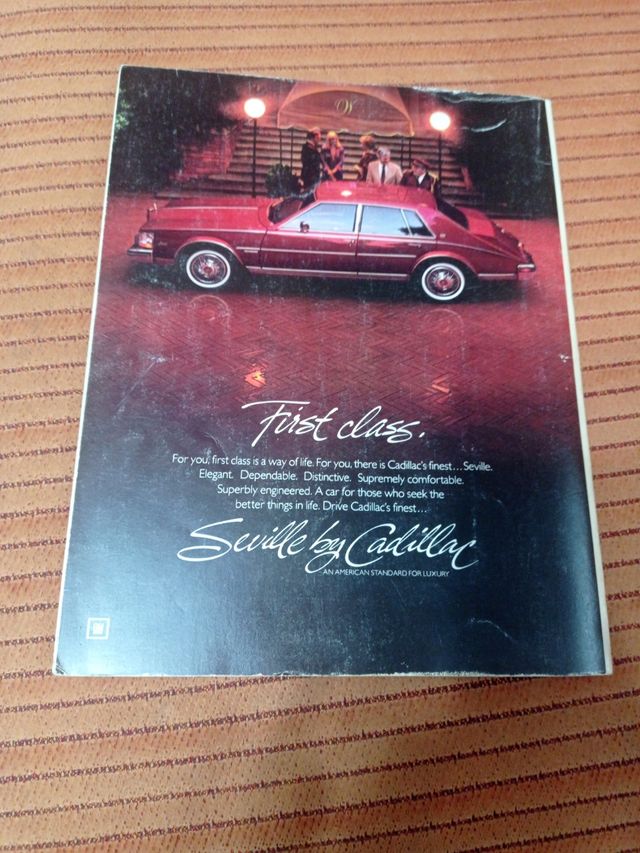 W
First class.
For you, first class is a way of life. For you, there is Cadillac's finest...Seville.
Elegant. Dependable. Distinctive. Supremely comfortable.
Superbly engineered. A car for those who seek the
better things in life. Drive Cadillac's finest...
Seville by Cadillac
AN AMERICAN STANDARD FOR LUXURY